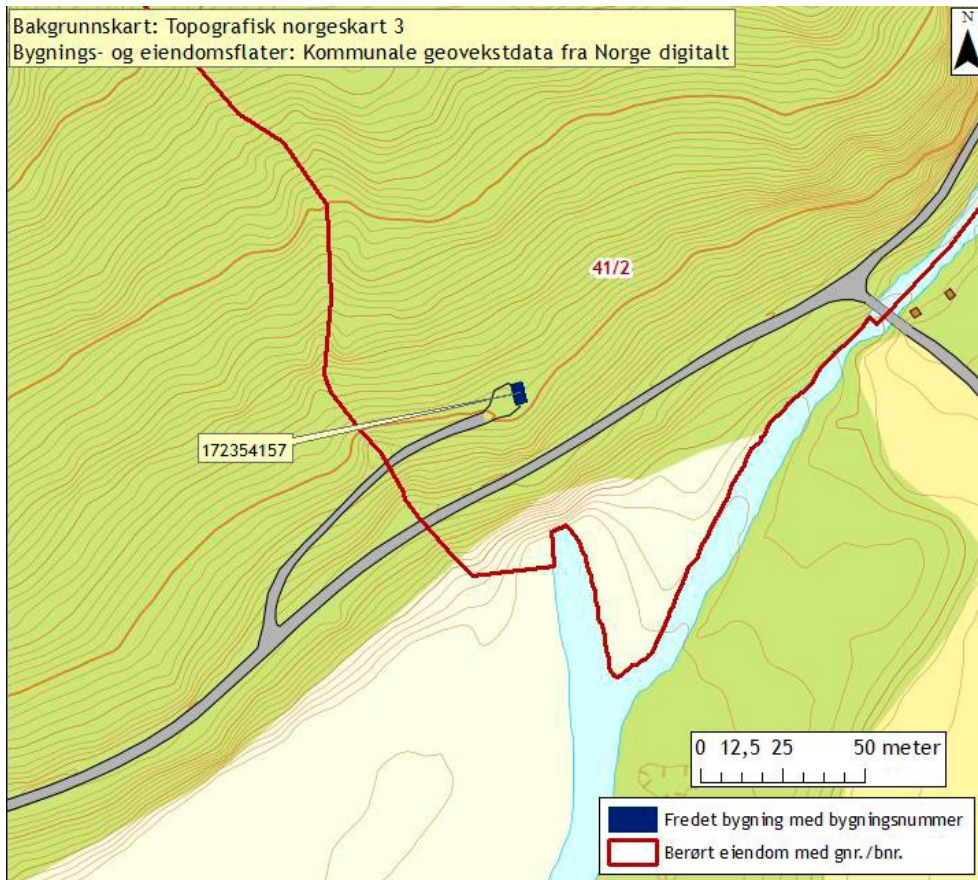 Bakgrunnskart: Topografisk norgeskart 3
Bygnings- og eiendomsflater: Kommunale geovekstdata fra Norge digitalt
N
41/2
172354157
0 12,5 25 50 meter
Fredet bygning med bygningsnummer
Berørt eiendom med gnr./bnr.